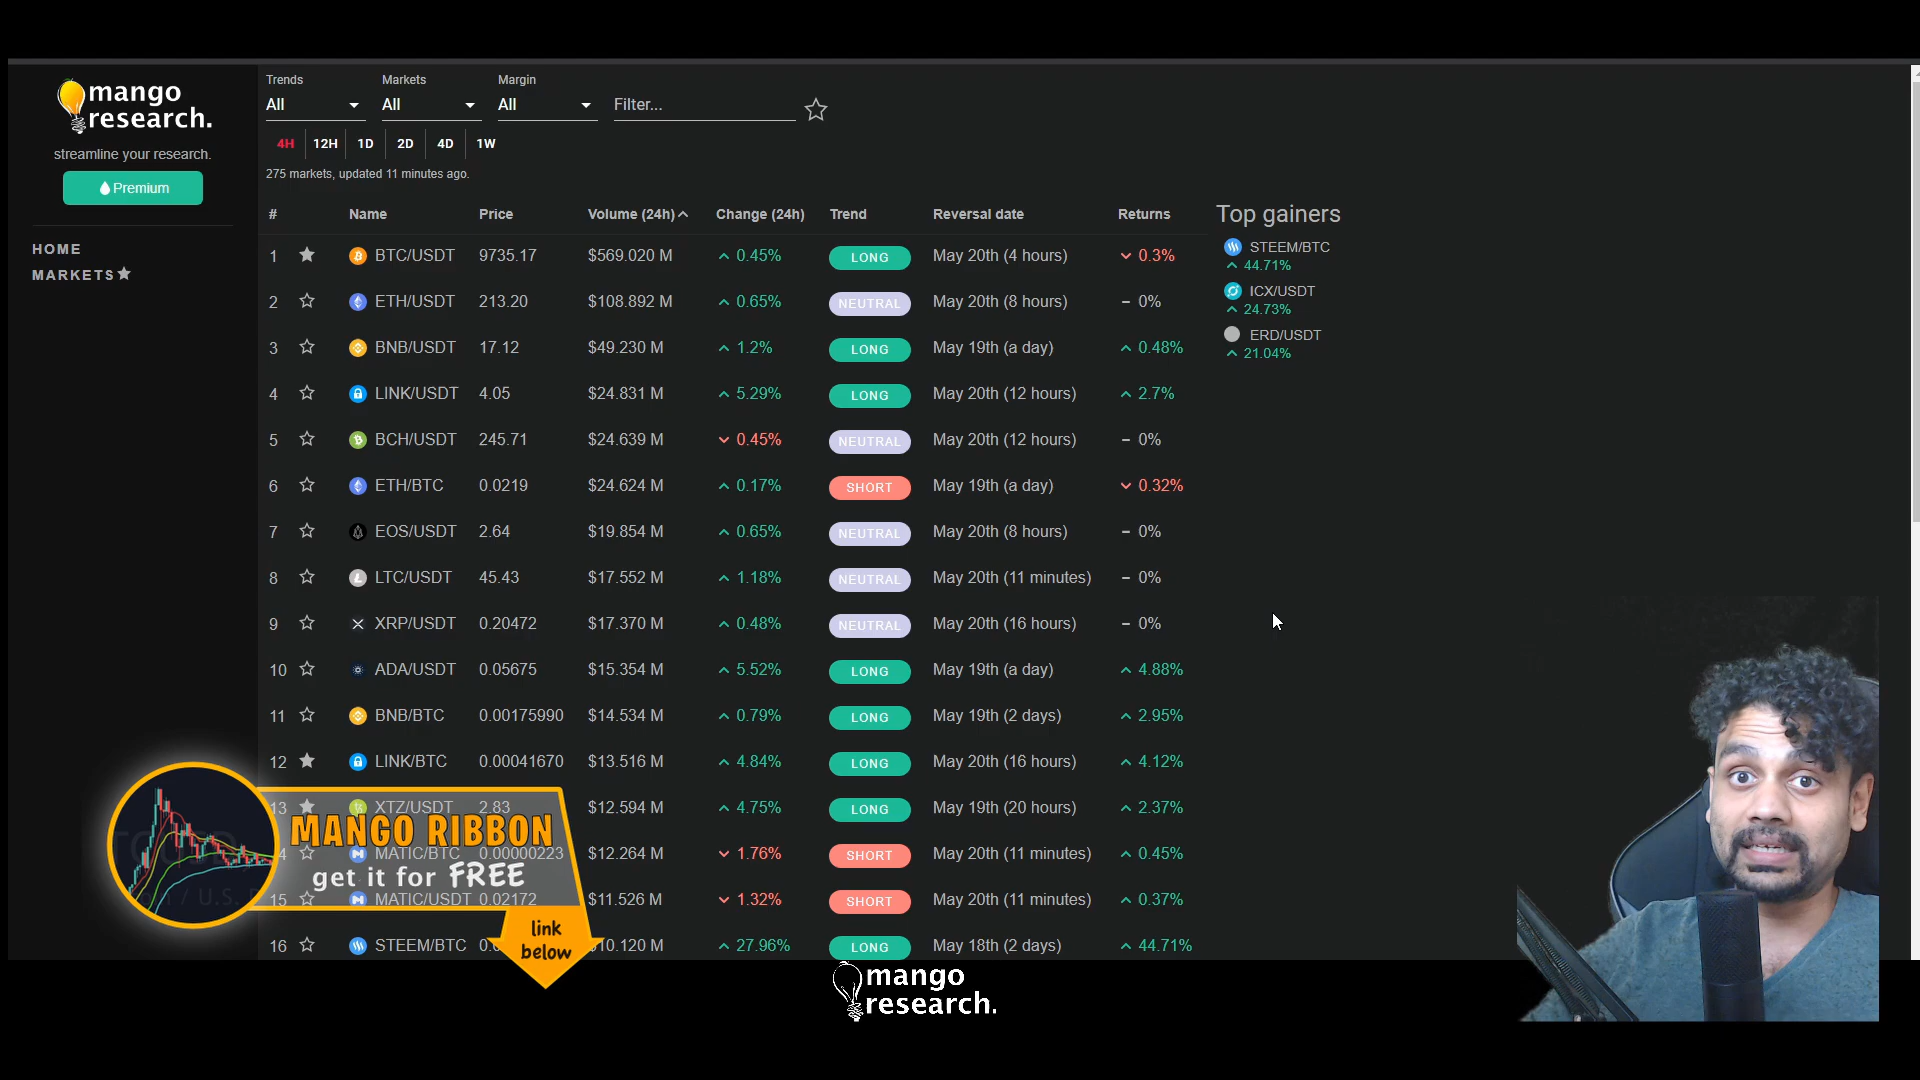 mango
research.
streamline your research.
Premium
HOME
MARKETS
Trends Markets Margin
All All All Filter...
4H 12H 1D 2D 4D 1W
275 markets, updated 11 minutes ago.
# Name Price Volume (24h) Change (24h) Trend Reversal date Returns
1 BTC/USDT 9735.17 $569.020 M 0.45% LONG May 20th (4 hours) 0.3%
2 ETH/USDT 213.20 $108.892 M 0.65% NEUTRAL May 20th (8 hours) – 0%
3 BNB/USDT 17.12 $49.230 M 1.2% LONG May 19th (a day) 0.48%
4 LINK/USDT 4.05 $24.831 M 5.29% LONG May 20th (12 hours) 2.7%
5 BCH/USDT 245.71 $24.639 M 0.45% NEUTRAL May 20th (12 hours) – 0%
6 ETH/BTC 0.0219 $24.624 M 0.17% SHORT May 19th (a day) 0.32%
7 EOS/USDT 2.64 $19.854 M 0.65% NEUTRAL May 20th (8 hours) – 0%
8 LTC/USDT 45.43 $17.552 M 1.18% NEUTRAL May 20th (11 minutes) – 0%
9 XRP/USDT 0.20472 $17.370 M 0.48% NEUTRAL May 20th (16 hours) – 0%
10 ADA/USDT 0.05675 $15.354 M 5.52% LONG May 19th (a day) 4.88%
11 BNB/BTC 0.00175990 $14.534 M 0.79% LONG May 19th (2 days) 2.95%
12 LINK/BTC 0.00041670 $13.516 M 4.84% LONG May 20th (16 hours) 4.12%
13 XTZ/USDT 2.83 $12.594 M 4.75% LONG May 19th (20 hours) 2.37%
4 MATIC/BTC 0.00000223 $12.264 M 1.76% SHORT May 20th (11 minutes) 0.45%
15 MATIC/USDT 0.02172 $11.526 M 1.32% SHORT May 20th (11 minutes) 0.37%
16 STEEM/BTC 10.120 M 27.96% LONG May 18th (2 days) 44.71%
Top gainers
STEEM/BTC
44.71%
ICX/USDT
24.73%
ERD/USDT
21.04%
MANGO RIBBON
get it for FREE
link
below
mango
research.